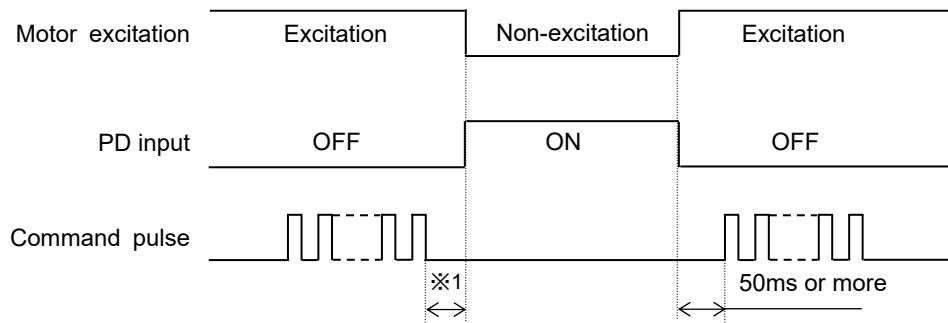 Motor excitation Excitation Non-excitation Excitation
PD input OFF ON OFF
Command pulse
※1 50ms or more